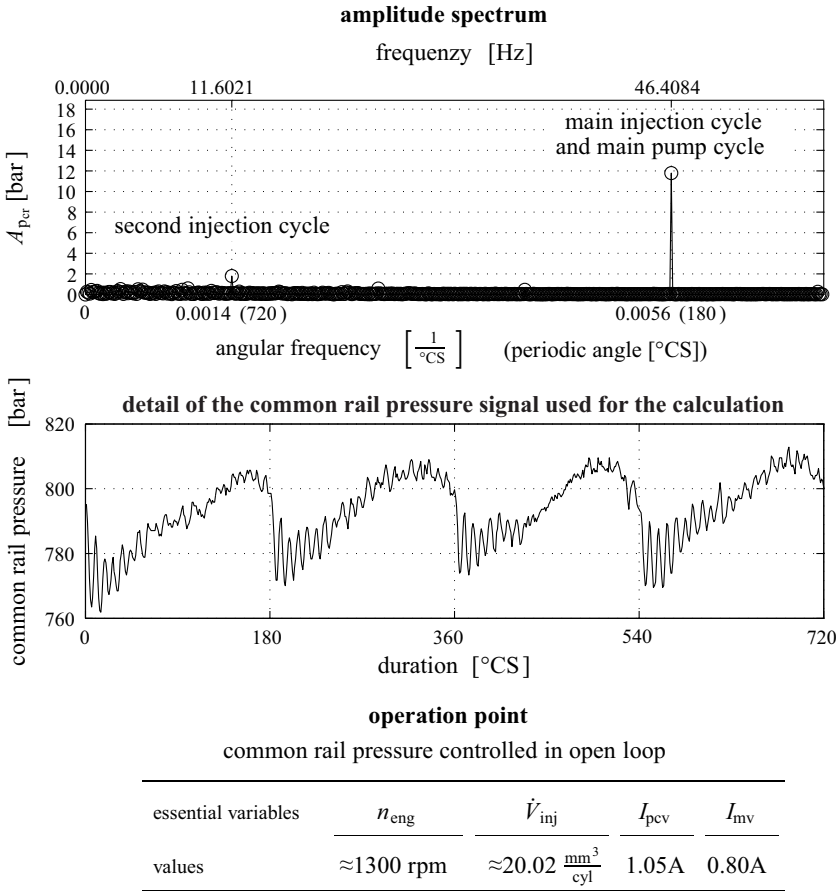 amplitude spectrum
frequenzy [Hz]
0.0000 11.6021 46.4084
18
16
14
12
10
8
6
4
2
0
A_pcr [bar]
main injection cycle
and main pump cycle
second injection cycle
0 0.0014 (720) 0.0056 (180)
angular frequency [1/°CS] (periodic angle [°CS])
detail of the common rail pressure signal used for the calculation
common rail pressure [bar]
820
800
780
760
0 180 360 540 720
duration [°CS]
operation point
common rail pressure controlled in open loop
essential variables n_eng V̇_inj I_pcv I_mv
values ≈1300 rpm ≈20.02 mm³/cyl 1.05A 0.80A